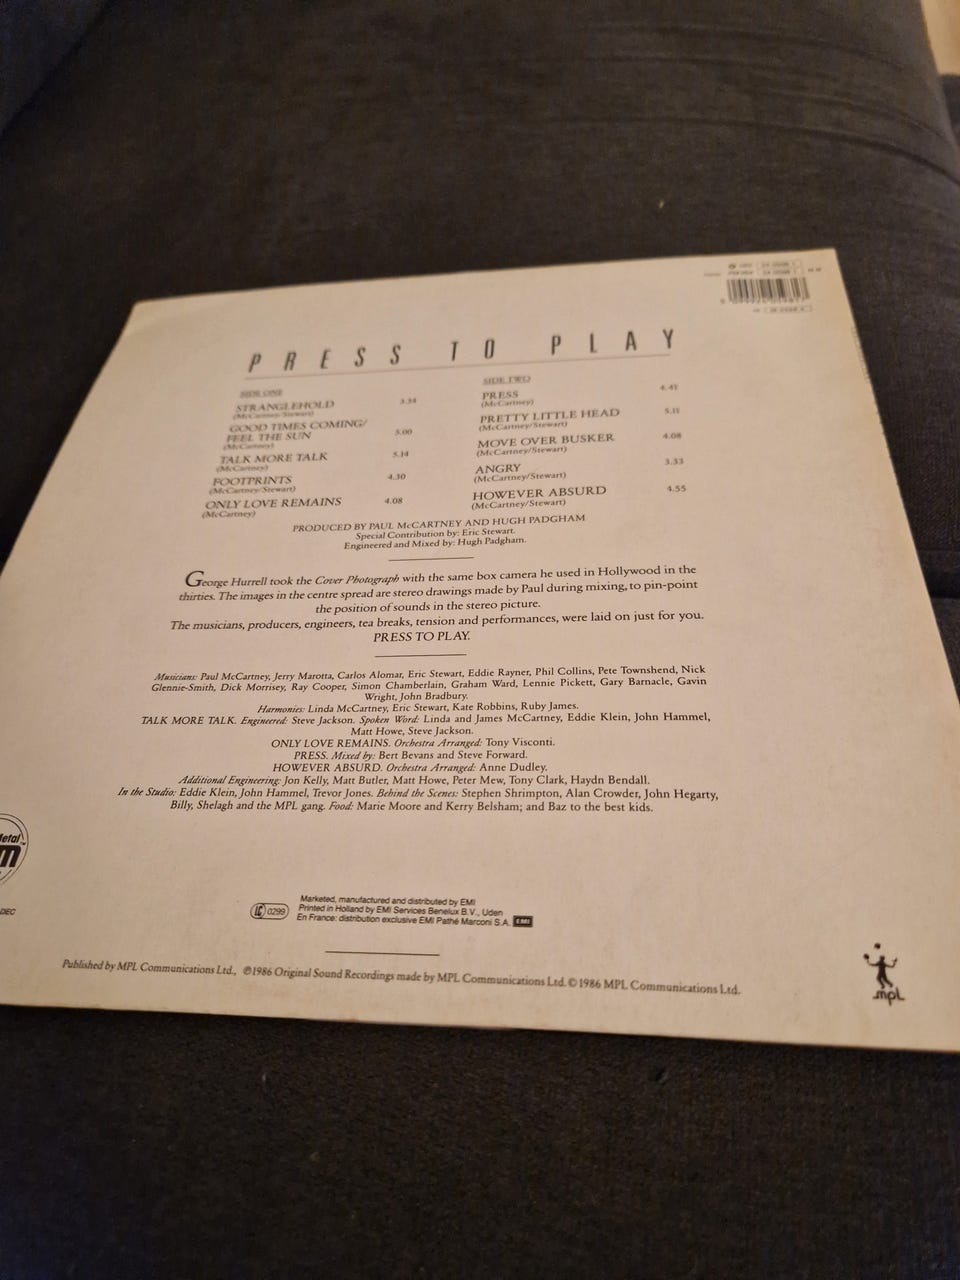 PRESS TO PLAY
SIDE ONE
STRANGLEHOLD 3.34
(McCartney/Stewart)
GOOD TIMES COMING/
FEEL THE SUN 5.00
(McCartney)
TALK MORE TALK 5.14
(McCartney)
FOOTPRINTS 4.30
(McCartney/Stewart)
ONLY LOVE REMAINS 4.08
(McCartney)
SIDE TWO
PRESS 4.41
(McCartney)
PRETTY LITTLE HEAD 5.11
(McCartney/Stewart)
MOVE OVER BUSKER 4.08
(McCartney/Stewart)
ANGRY 3.33
(McCartney/Stewart)
HOWEVER ABSURD 4.55
(McCartney/Stewart)
PRODUCED BY PAUL McCARTNEY AND HUGH PADGHAM
Special Contribution by: Eric Stewart.
Engineered and Mixed by: Hugh Padgham.
George Hurrell took the Cover Photograph with the same box camera he used in Hollywood in the
thirties. The images in the centre spread are stereo drawings made by Paul during mixing, to pin-point
the position of sounds in the stereo picture.
The musicians, producers, engineers, tea breaks, tension and performances, were laid on just for you.
PRESS TO PLAY.
Musicians: Paul McCartney, Jerry Marotta, Carlos Alomar, Eric Stewart, Eddie Rayner, Phil Collins, Pete Townshend, Nick
Glennie-Smith, Dick Morrisey, Ray Cooper, Simon Chamberlain, Graham Ward, Lennie Pickett, Gary Barnacle, Gavin
Wright, John Bradbury.
Harmonies: Linda McCartney, Eric Stewart, Kate Robbins, Ruby James.
TALK MORE TALK. Engineered: Steve Jackson. Spoken Word: Linda and James McCartney, Eddie Klein, John Hammel,
Matt Howe, Steve Jackson.
ONLY LOVE REMAINS. Orchestra Arranged: Tony Visconti.
PRESS. Mixed by: Bert Bevans and Steve Forward.
HOWEVER ABSURD. Orchestra Arranged: Anne Dudley.
Additional Engineering: Jon Kelly, Matt Butler, Matt Howe, Peter Mew, Tony Clark, Haydn Bendall.
In the Studio: Eddie Klein, John Hammel, Trevor Jones. Behind the Scenes: Stephen Shrimpton, Alan Crowder, John Hegarty,
Billy, Shelagh and the MPL gang. Food: Marie Moore and Kerry Belsham; and Baz to the best kids.
etal
m
DEC
LC 0299
Marketed, manufactured and distributed by EMI
Printed in Holland by EMI Services Benelux B.V., Uden
En France: distribution exclusive EMI Pathé Marconi S.A. EMI
Published by MPL Communications Ltd., ℗1986 Original Sound Recordings made by MPL Communications Ltd. © 1986 MPL Communications Ltd.
mpl